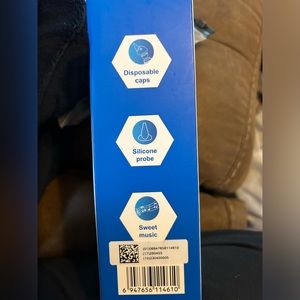 Disposable
caps
Silicone
probe
Sweet
music
6 947656 114610